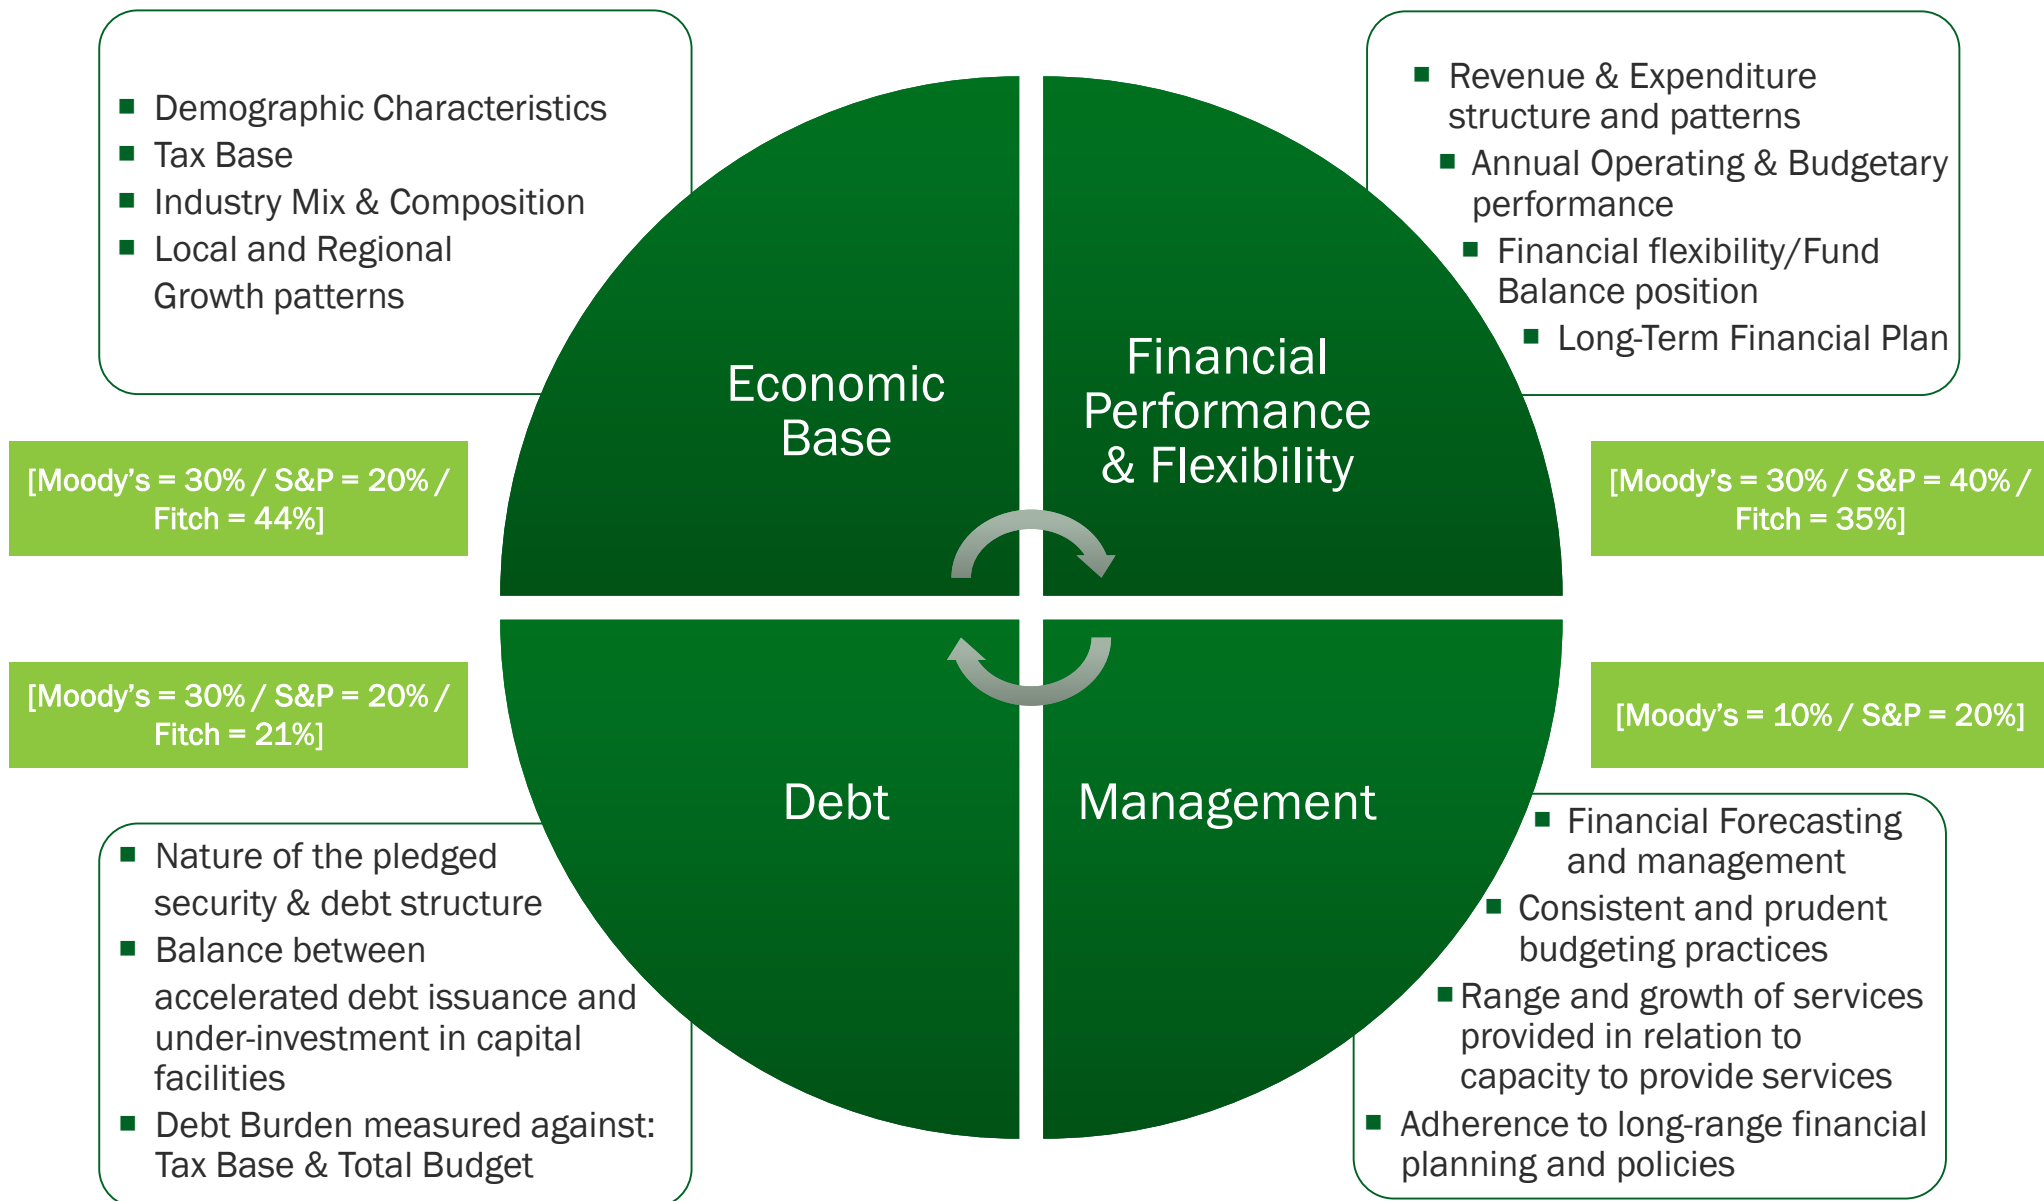 Demographic Characteristics
Tax Base
Industry Mix & Composition
Local and Regional
Growth patterns
Revenue & Expenditure
structure and patterns
Annual Operating & Budgetary
performance
Financial flexibility/Fund
Balance position
Long-Term Financial Plan
Economic
Base
Financial
Performance
& Flexibility
[Moody's = 30% / S&P = 20% /
Fitch = 44%]
[Moody's = 30% / S&P = 40% /
Fitch = 35%]
[Moody's = 30% / S&P = 20% /
Fitch = 21%]
[Moody's = 10% / S&P = 20%]
Debt
Management
Nature of the pledged
security & debt structure
Balance between
accelerated debt issuance and
under-investment in capital
facilities
Debt Burden measured against:
Tax Base & Total Budget
Financial Forecasting
and management
Consistent and prudent
budgeting practices
Range and growth of services
provided in relation to
capacity to provide services
Adherence to long-range financial
planning and policies